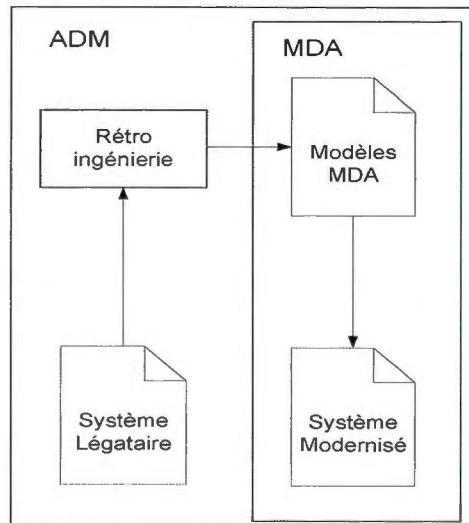 ADM
MDA
Rétro
ingénierie
Modèles
MDA
Système
Légataire
Système
Modernisé